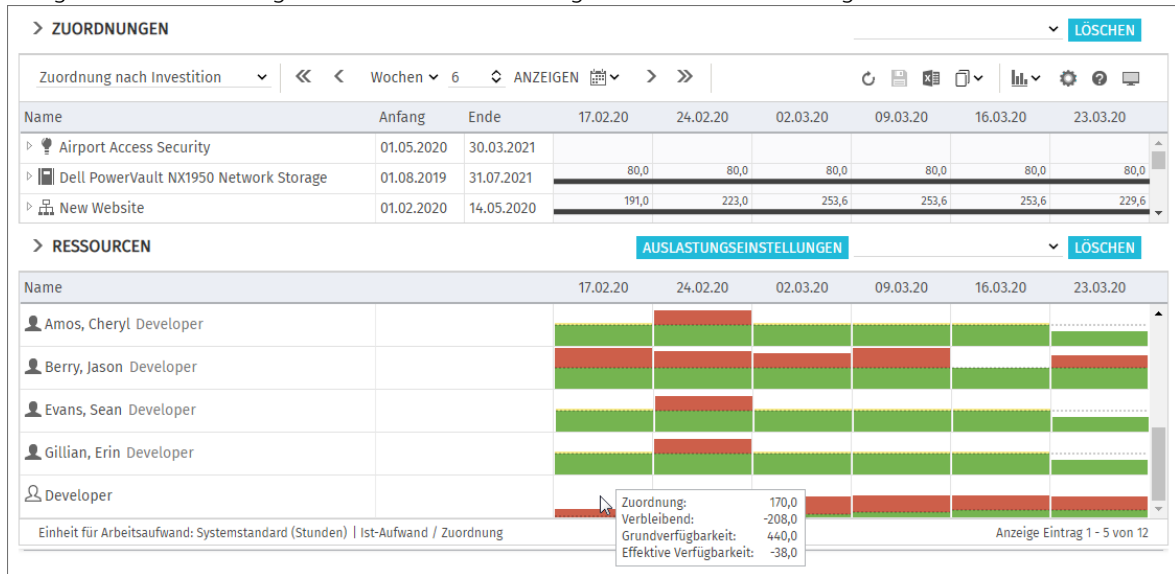 ZUORDNUNGEN LÖSCHEN
Zuordnung nach Investition Wochen 6 ANZEIGEN
Name Anfang Ende 17.02.20 24.02.20 02.03.20 09.03.20 16.03.20 23.03.20
Airport Access Security 01.05.2020 30.03.2021
Dell PowerVault NX1950 Network Storage 01.08.2019 31.07.2021 80,0 80,0 80,0 80,0 80,0 80,0
New Website 01.02.2020 14.05.2020 191,0 223,0 253,6 253,6 253,6 229,6
RESSOURCEN AUSLASTUNGSEINSTELLUNGEN LÖSCHEN
Name 17.02.20 24.02.20 02.03.20 09.03.20 16.03.20 23.03.20
Amos, Cheryl Developer
Berry, Jason Developer
Evans, Sean Developer
Gillian, Erin Developer
Developer
Zuordnung: 170,0
Verbleibend: -208,0
Grundverfügbarkeit: 440,0
Effektive Verfügbarkeit: -38,0
Einheit für Arbeitsaufwand: Systemstandard (Stunden) | Ist-Aufwand / Zuordnung Anzeige Eintrag 1 - 5 von 12